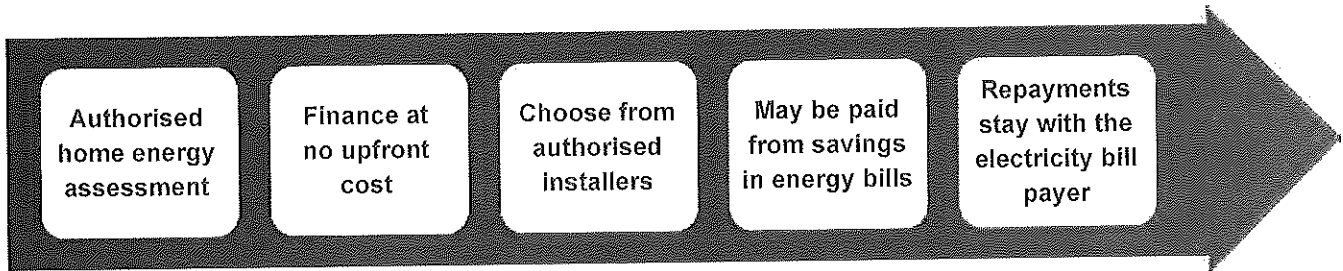 Authorised
home energy
assessment
Finance at
no upfront
cost
Choose from
authorised
installers
May be paid
from savings
in energy bills
Repayments
stay with the
electricity bill
payer